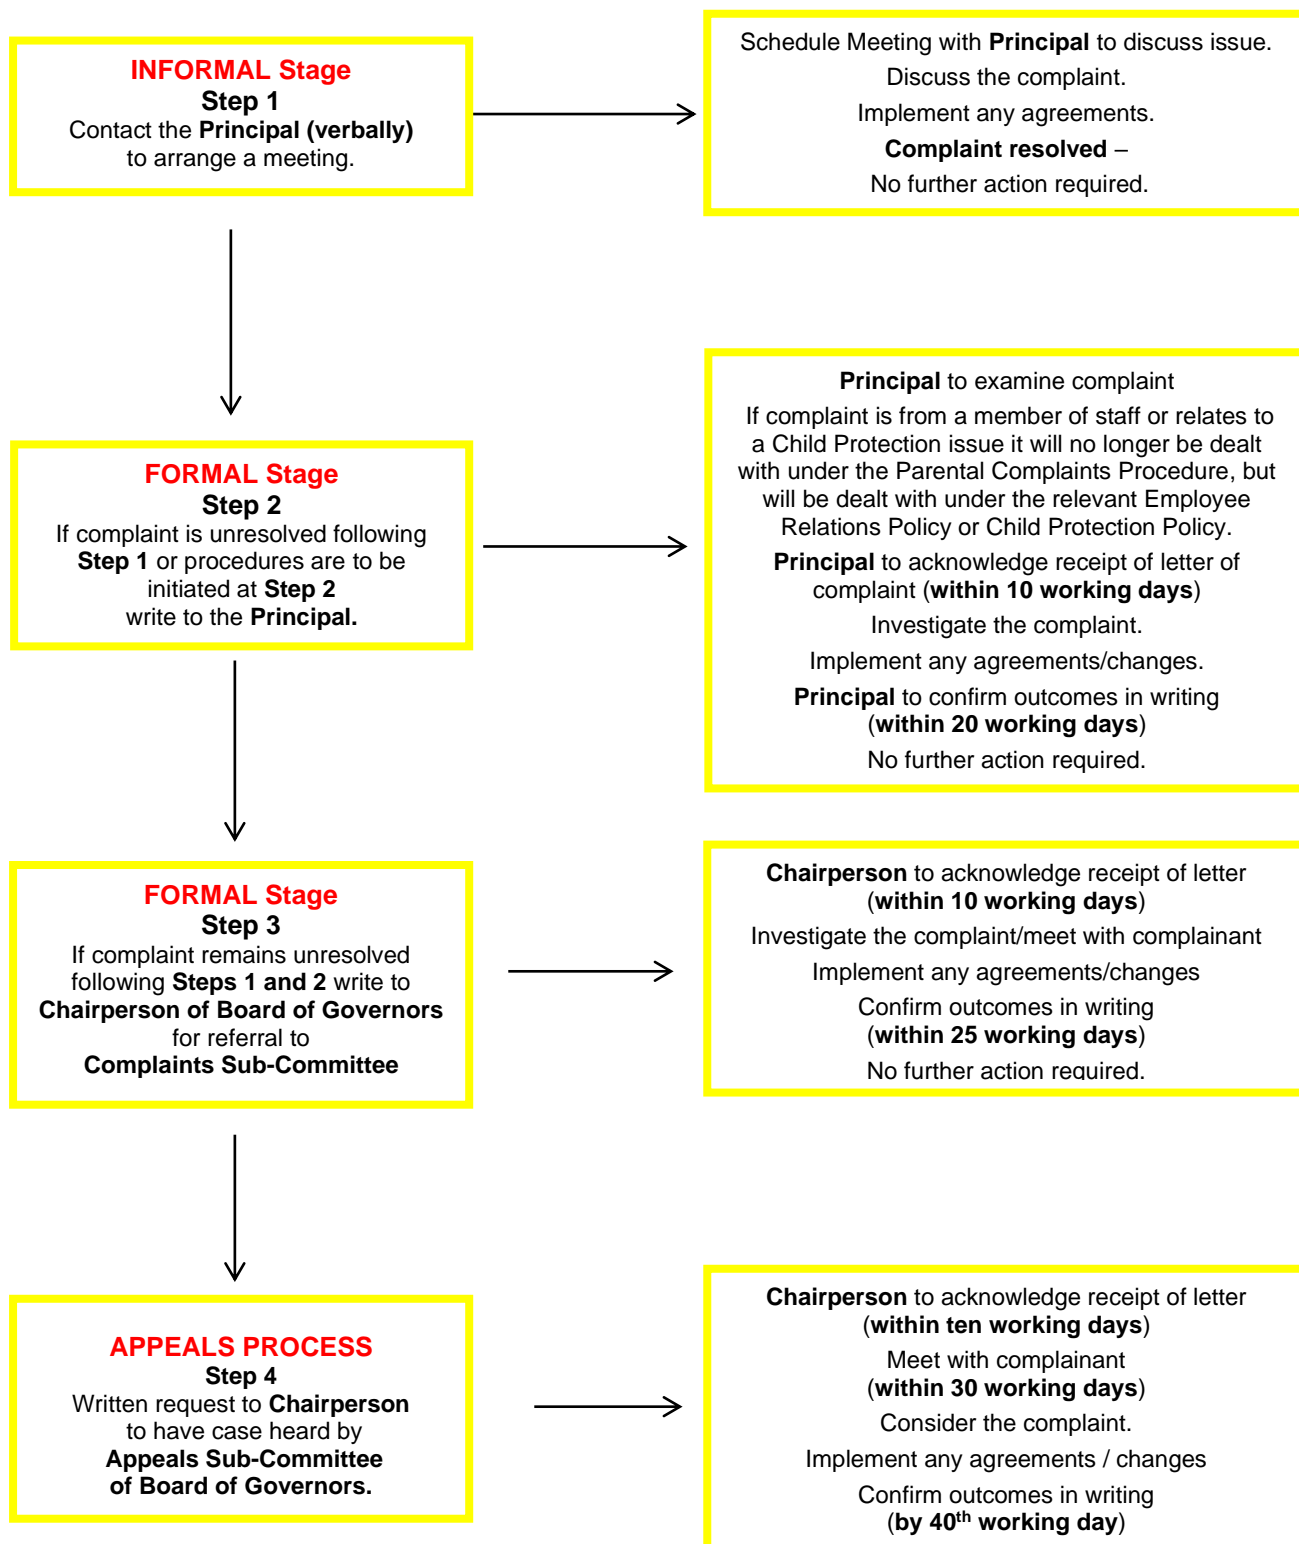 INFORMAL Stage
Step 1
Contact the Principal (verbally)
to arrange a meeting.
Schedule Meeting with Principal to discuss issue.
Discuss the complaint.
Implement any agreements.
Complaint resolved –
No further action required.
FORMAL Stage
Step 2
If complaint is unresolved following
Step 1 or procedures are to be
initiated at Step 2
write to the Principal.
Principal to examine complaint
If complaint is from a member of staff or relates to
a Child Protection issue it will no longer be dealt
with under the Parental Complaints Procedure, but
will be dealt with under the relevant Employee
Relations Policy or Child Protection Policy.
Principal to acknowledge receipt of letter of
complaint (within 10 working days)
Investigate the complaint.
Implement any agreements/changes.
Principal to confirm outcomes in writing
(within 20 working days)
No further action required.
FORMAL Stage
Step 3
If complaint remains unresolved
following Steps 1 and 2 write to
Chairperson of Board of Governors
for referral to
Complaints Sub-Committee
Chairperson to acknowledge receipt of letter
(within 10 working days)
Investigate the complaint/meet with complainant
Implement any agreements/changes
Confirm outcomes in writing
(within 25 working days)
No further action required.
APPEALS PROCESS
Step 4
Written request to Chairperson
to have case heard by
Appeals Sub-Committee
of Board of Governors.
Chairperson to acknowledge receipt of letter
(within ten working days)
Meet with complainant
(within 30 working days)
Consider the complaint.
Implement any agreements / changes
Confirm outcomes in writing
(by 40th working day)